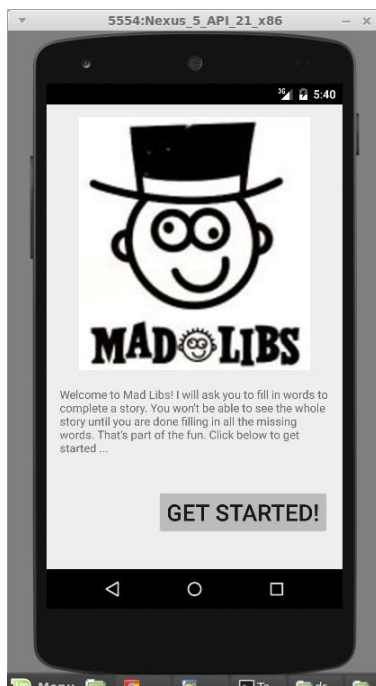 5554:Nexus_5_API_21_x86
3G
5:40
MAD LIBS
Welcome to Mad Libs! I will ask you to fill in words to
complete a story. You won't be able to see the whole
story until you are done filling in all the missing
words. That's part of the fun. Click below to get
started ...
GET STARTED!
Menu